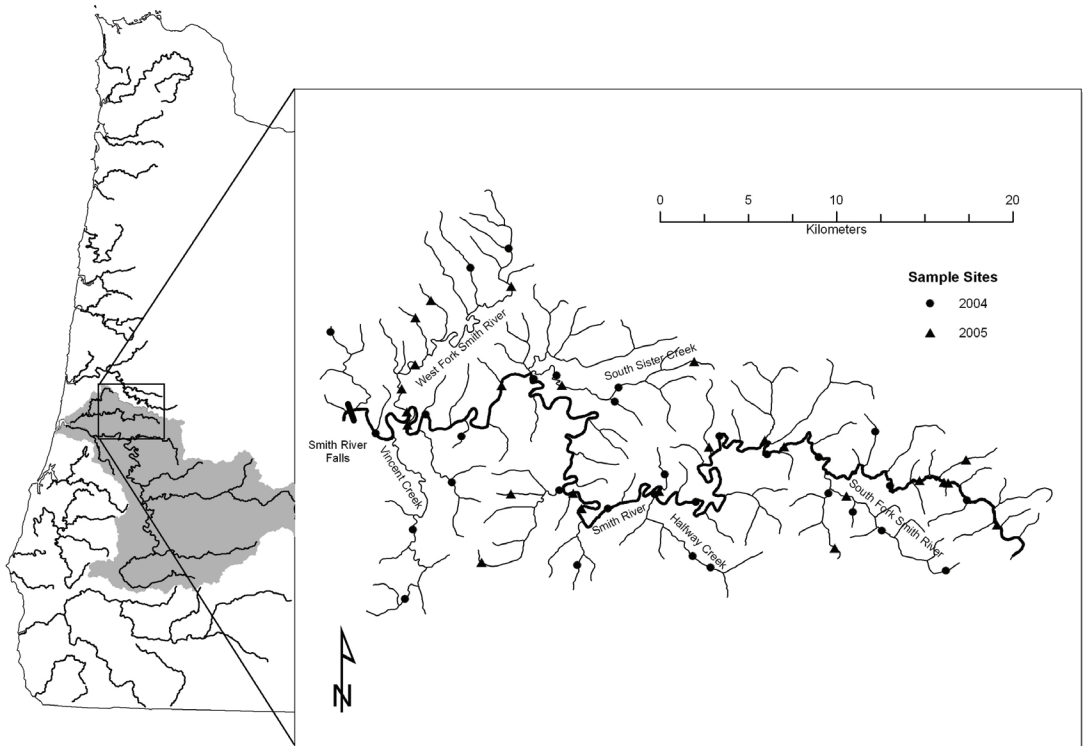 0 5 10 20
Kilometers
Sample Sites
2004
2005
West Fork Smith River
South Sister Creek
Smith River
Falls
Vincent Creek
Smith River
Halfway Creek
South Fork Smith River
N